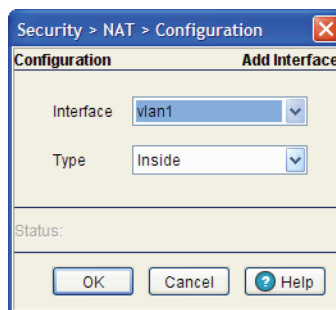 Security > NAT > Configuration
Configuration Add Interface
Interface vlan1
Type Inside
Status:
OK Cancel Help